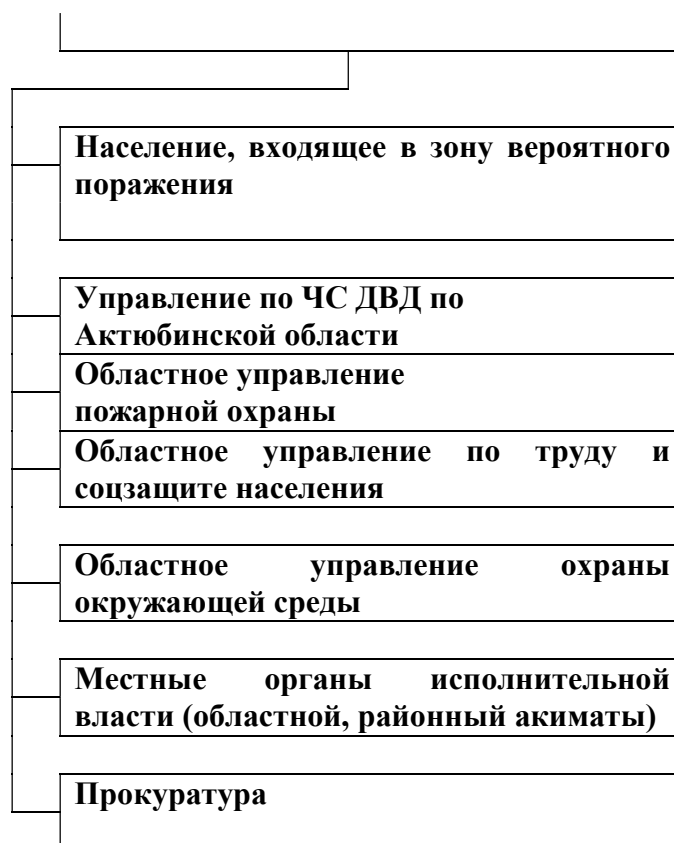 Население, входящее в зону вероятного
поражения
Управление по ЧС ДВД по
Актюбинской области
Областное управление
пожарной охраны
Областное управление по труду и
соцзащите населения
Областное управление охраны
окружающей среды
Местные органы исполнительной
власти (областной, районный акиматы)
Прокуратура